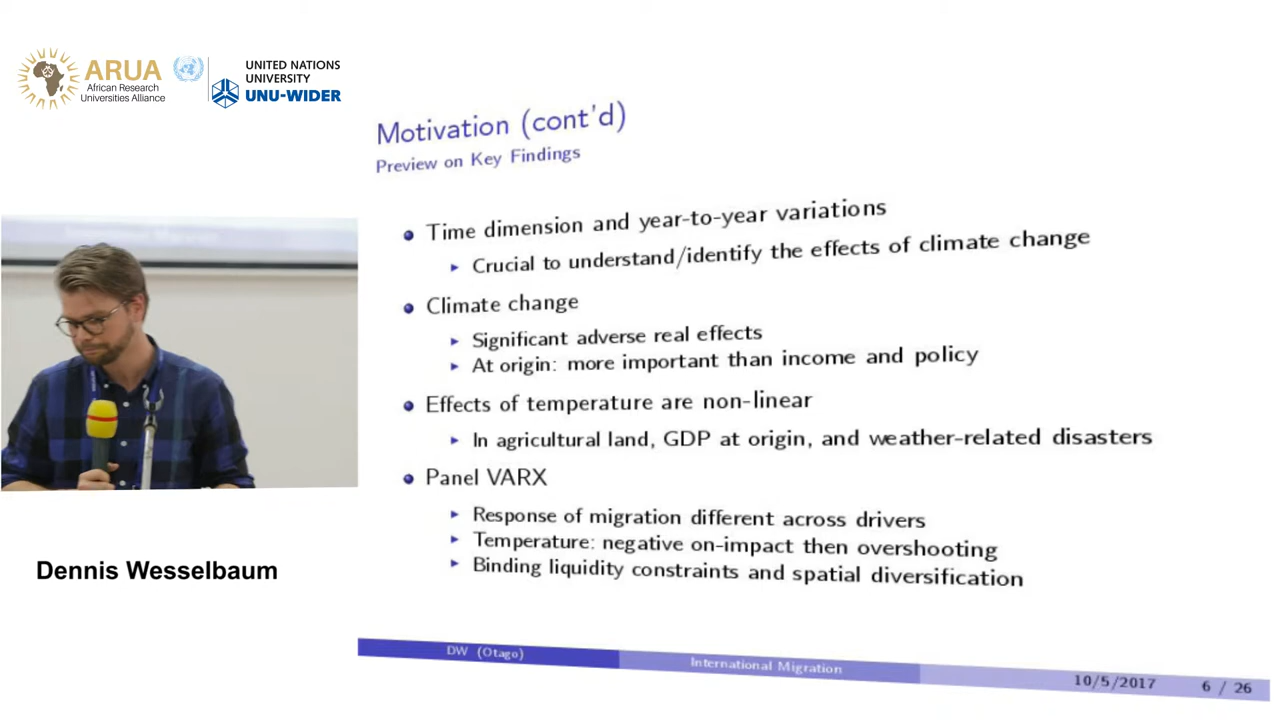 ARUA
African Research
Universities Alliance
UNITED NATIONS
UNIVERSITY
UNU-WIDER
Motivation (cont'd)
Preview on Key Findings
Time dimension and year-to-year variations
Crucial to understand/identify the effects of climate change
Climate change
Significant adverse real effects
At origin: more important than income and policy
Effects of temperature are non-linear
In agricultural land, GDP at origin, and weather-related disasters
Panel VARX
Response of migration different across drivers
Temperature: negative on-impact then overshooting
Binding liquidity constraints and spatial diversification
Dennis Wesselbaum
DW (Otago)
International Migration
10/5/2017
6 / 26